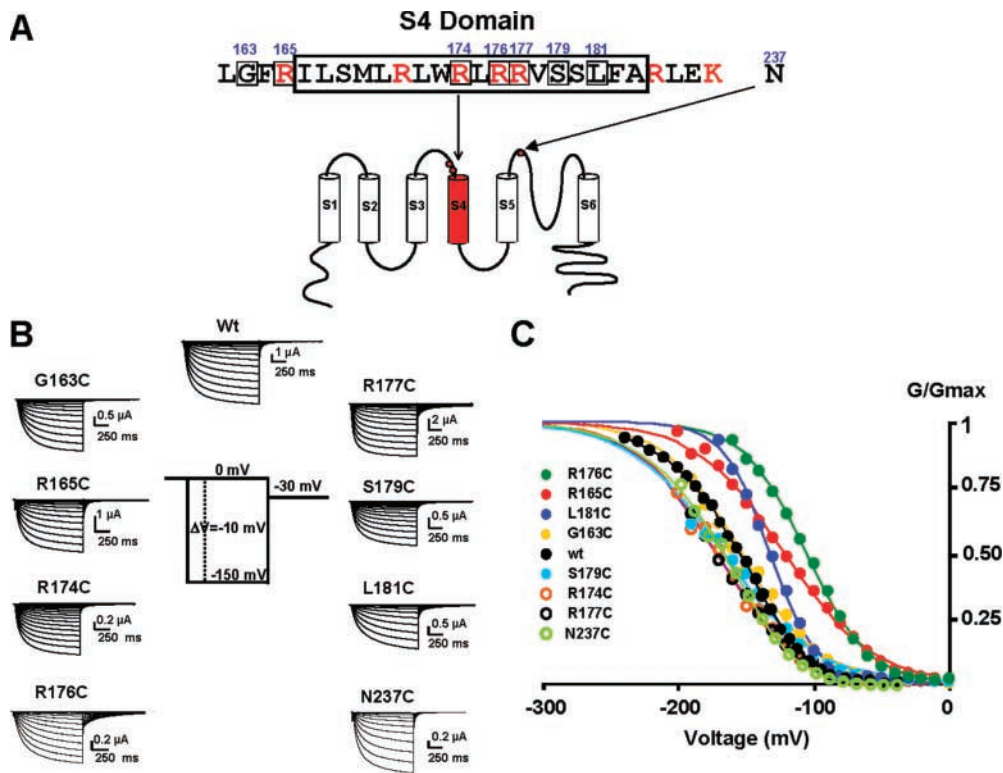 A
S4 Domain
163 165 174 176 177 179 181 237
LGFRILSMLRLWRLRRVSSLFARLEK N
S1 S2 S3 S4 S5 S6
B
Wt
1 µA
250 ms
G163C
0.5 µA
250 ms
R177C
2 µA
250 ms
0 mV
-30 mV
ΔV=-10 mV
-150 mV
R165C
1 µA
250 ms
S179C
0.5 µA
250 ms
R174C
0.2 µA
250 ms
L181C
0.5 µA
250 ms
R176C
0.2 µA
250 ms
N237C
0.2 µA
250 ms
C
G/Gmax
1
0.75
0.50
0.25
R176C
R165C
L181C
G163C
wt
S179C
R174C
R177C
N237C
-300 -200 -100 0
Voltage (mV)